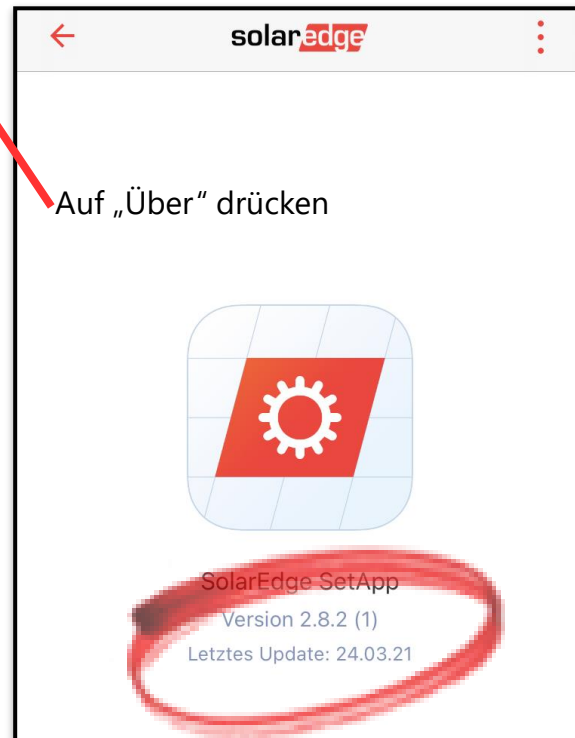 solaredge
Auf „Über“ drücken
SolarEdge SetApp
Version 2.8.2 (1)
Letztes Update: 24.03.21